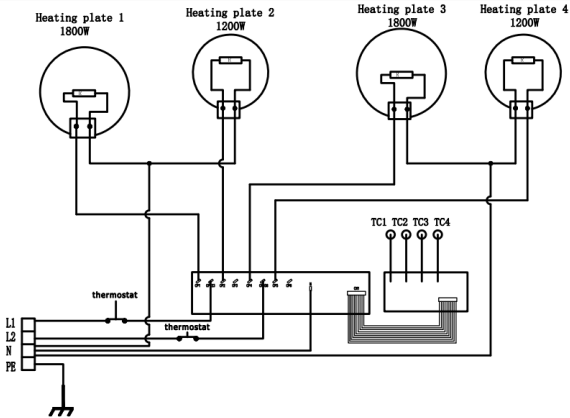 Heating plate 1
1800W
Heating plate 2
1200W
Heating plate 3
1800W
Heating plate 4
1200W
TC1 TC2 TC3 TC4
thermostat
thermostat
L1
L2
N
PE